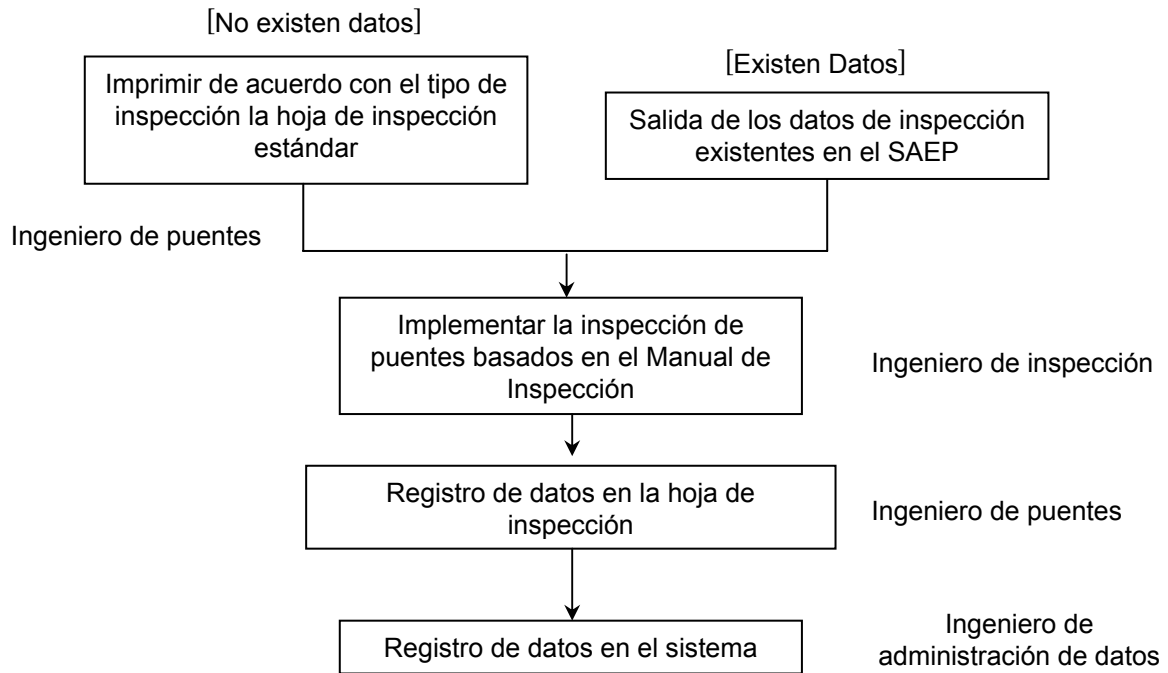 [No existen datos]
[Existen Datos]
Imprimir de acuerdo con el tipo de
inspección la hoja de inspección
estándar
Salida de los datos de inspección
existentes en el SAEP
Ingeniero de puentes
Implementar la inspección de
puentes basados en el Manual de
Inspección
Ingeniero de inspección
Registro de datos en la hoja de
inspección
Ingeniero de puentes
Registro de datos en el sistema
Ingeniero de
administración de datos